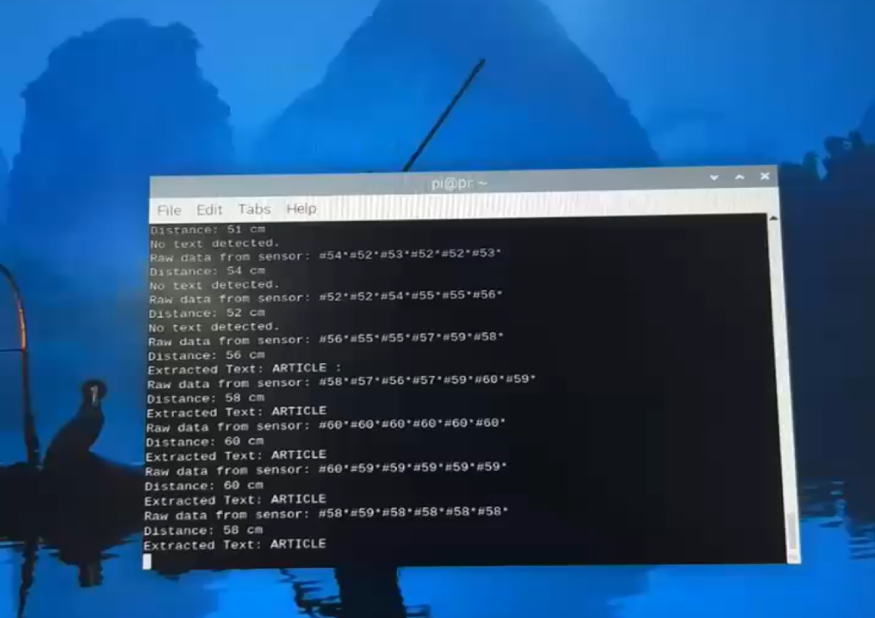 pi@pr: ~
File Edit Tabs Help
Distance: 51 cm
No text detected.
Raw data from sensor: #54*#52*#53*#52*#52*#53*
Distance: 54 cm
No text detected.
Raw data from sensor: #52*#52*#54*#55*#55*#56*
Distance: 52 cm
No text detected.
Raw data from sensor: #56*#55*#55*#57*#59*#58*
Distance: 56 cm
Extracted Text: ARTICLE :
Raw data from sensor: #58*#57*#56*#57*#59*#60*#59*
Distance: 58 cm
Extracted Text: ARTICLE
Raw data from sensor: #60*#60*#60*#60*#60*#60*
Distance: 60 cm
Extracted Text: ARTICLE
Raw data from sensor: #60*#59*#59*#59*#59*#59*
Distance: 60 cm
Extracted Text: ARTICLE
Raw data from sensor: #58*#59*#58*#58*#58*#58*
Distance: 58 cm
Extracted Text: ARTICLE